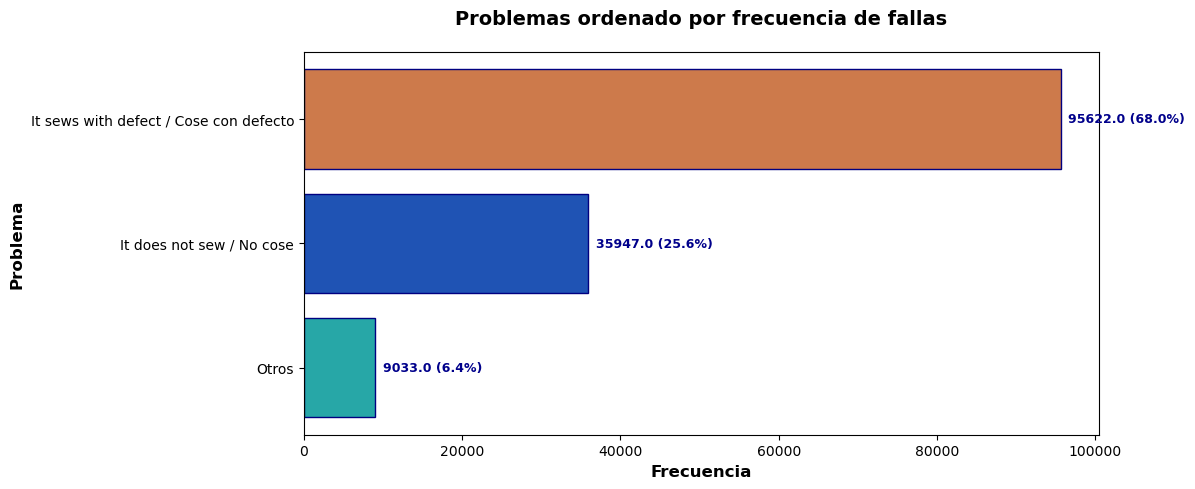 Problemas ordenado por frecuencia de fallas
It sews with defect / Cose con defecto
95622.0 (68.0%)
It does not sew / No cose
35947.0 (25.6%)
Otros
9033.0 (6.4%)
Problema
0 20000 40000 60000 80000 100000
Frecuencia